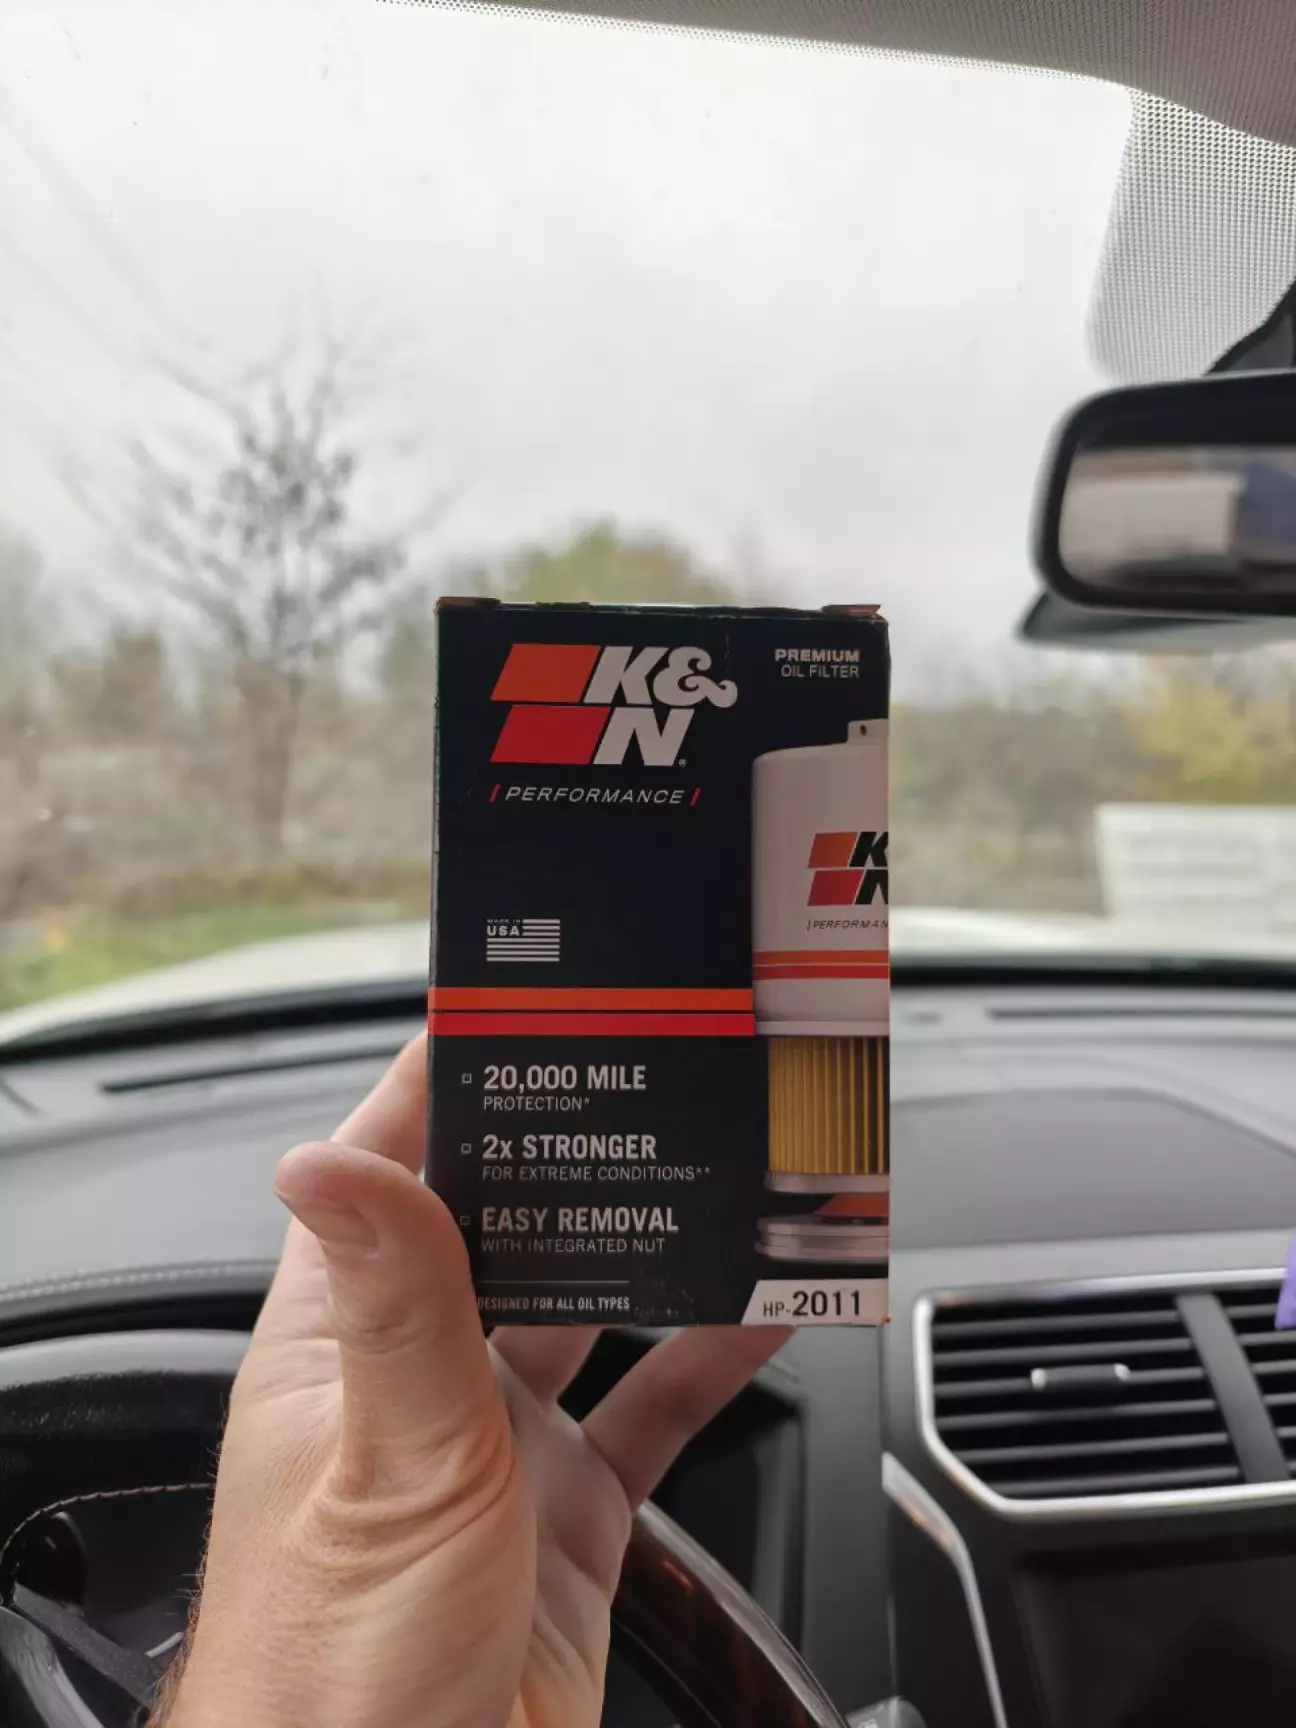 K&
N®
/ PERFORMANCE /
PREMIUM
OIL FILTER
K
N
/ PERFORMAN
MADE IN
USA
20,000 MILE
PROTECTION*
2x STRONGER
FOR EXTREME CONDITIONS**
EASY REMOVAL
WITH INTEGRATED NUT
DESIGNED FOR ALL OIL TYPES
HP-2011